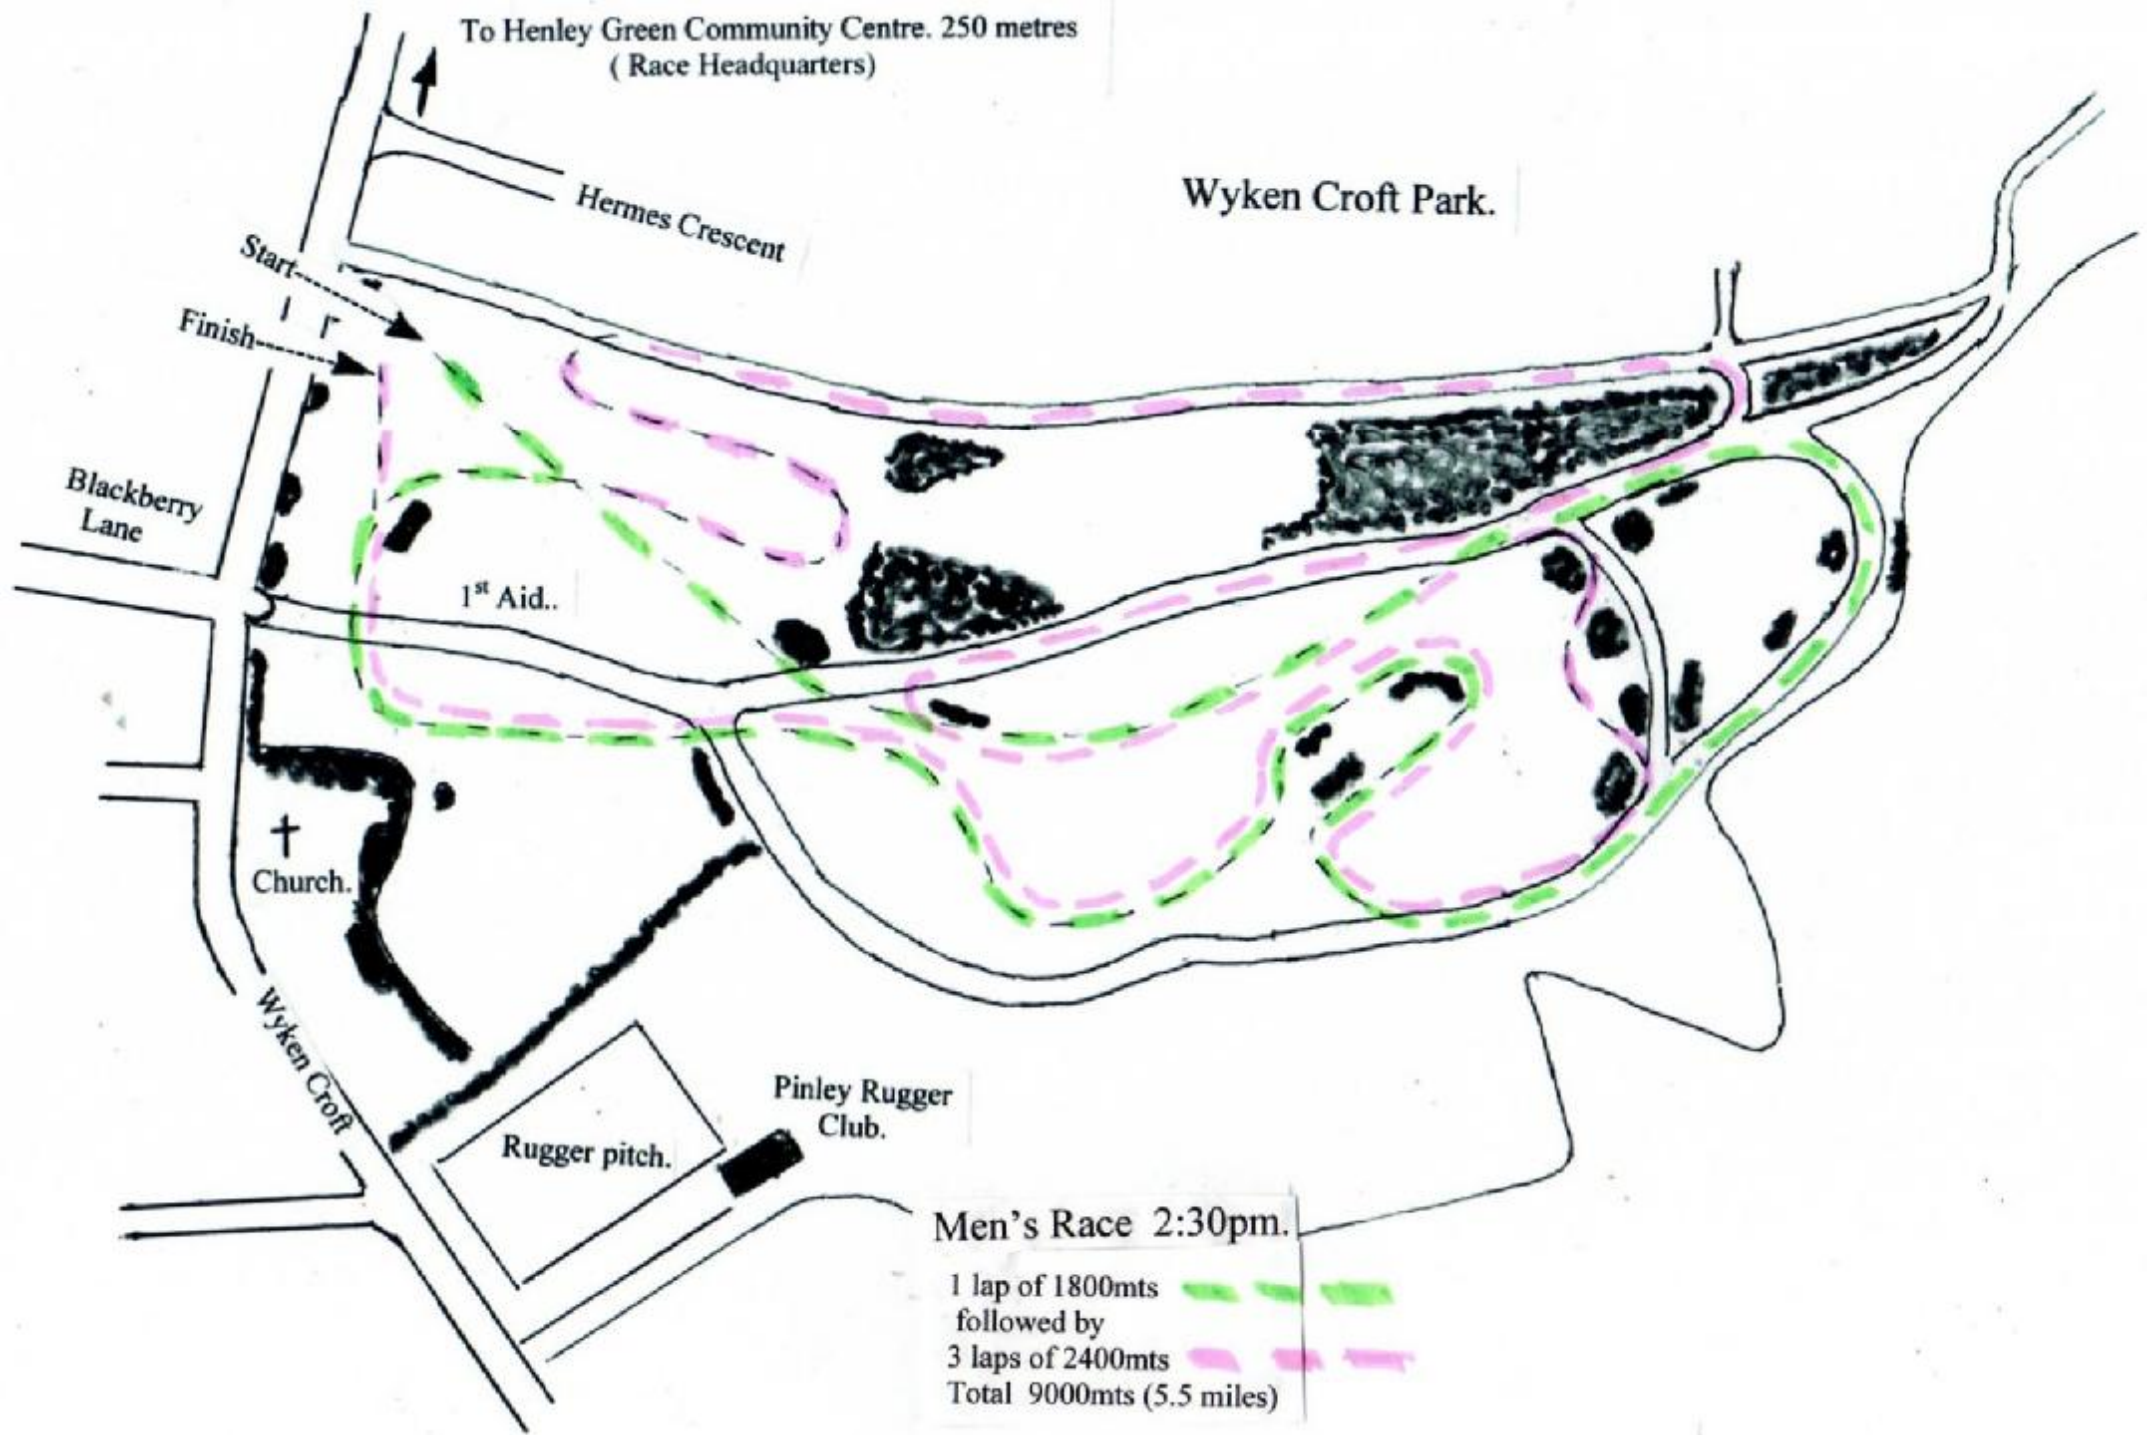 To Henley Green Community Centre. 250 metres
( Race Headquarters)
Hermes Crescent
Wyken Croft Park.
Start
Finish
Blackberry
Lane
1st Aid..
Church.
Wyken Croft
Pinley Rugger
Club.
Rugger pitch.
Men's Race 2:30pm.
1 lap of 1800mts
followed by
3 laps of 2400mts
Total 9000mts (5.5 miles)